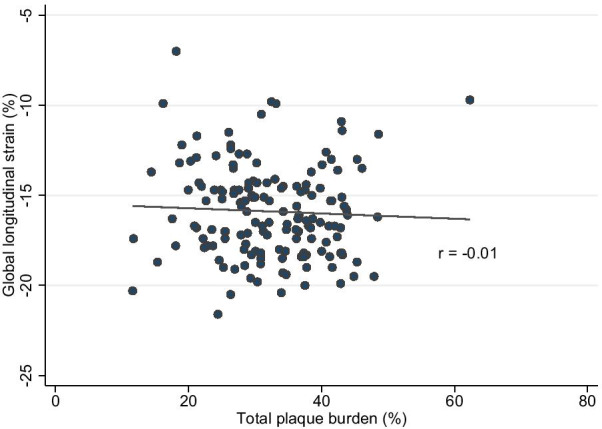 -5
-10
-15
-20
-25
Global longitudinal strain (%)
r = -0.01
0 20 40 60 80
Total plaque burden (%)